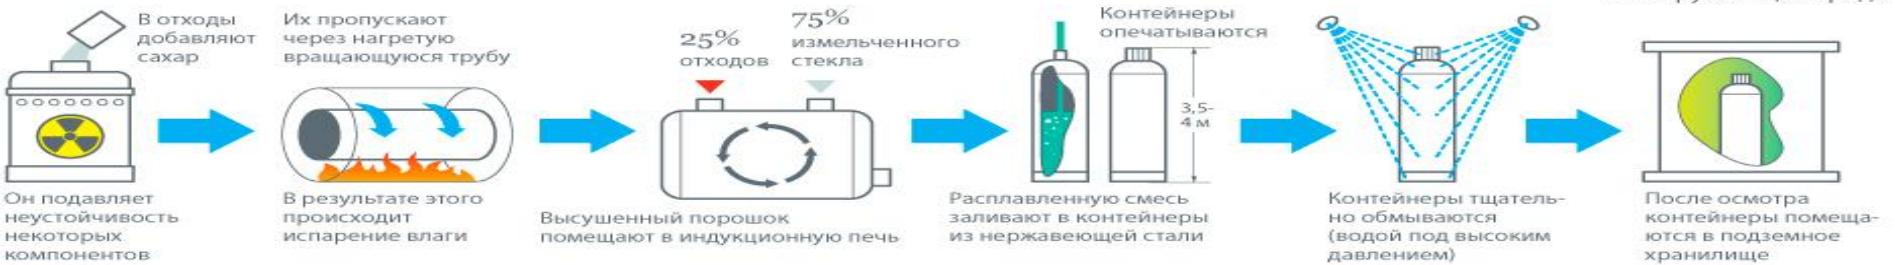 В отходы
добавляют
сахар
Он подавляет
неустойчивость
некоторых
компонентов
Их пропускают
через нагретую
вращающуюся трубу
В результате этого
происходит
испарение влаги
25%
отходов
75%
измельченного
стекла
Высушенный порошок
помещают в индукционную печь
Контейнеры
опечатываются
3,5-
4 м
Расплавленную смесь
заливают в контейнеры
из нержавеющей стали
Контейнеры тщатель-
но обмываются
(водой под высоким
давлением)
После осмотра
контейнеры помеща-
ются в подземное
хранилище